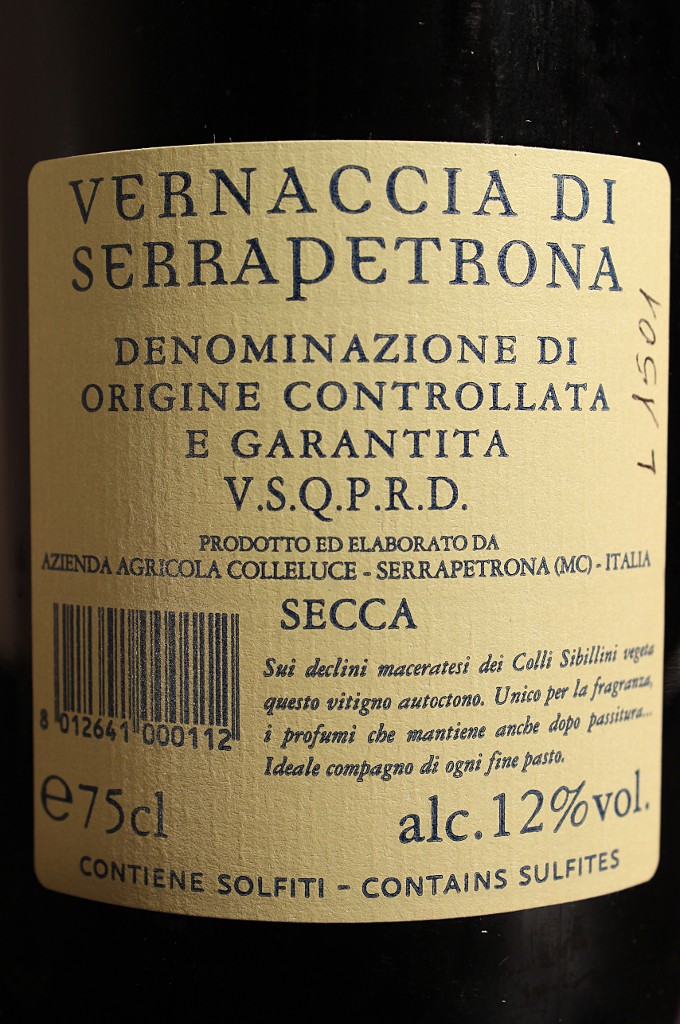 VERNACCIA DI
SERRAPETRONA
DENOMINAZIONE DI
ORIGINE CONTROLLATA
E GARANTITA
V.S.Q.P.R.D.
L 1501
PRODOTTO ED ELABORATO DA
AZIENDA AGRICOLA COLLELUCE - SERRAPETRONA (MC) - ITALIA
SECCA
Sui declini maceratesi dei Colli Sibillini vegeta
questo vitigno autoctono. Unico per la fragranza,
i profumi che mantiene anche dopo passitura...
Ideale compagno di ogni fine pasto.
8 012641 000112
e75cl
alc.12%vol.
CONTIENE SOLFITI - CONTAINS SULFITES